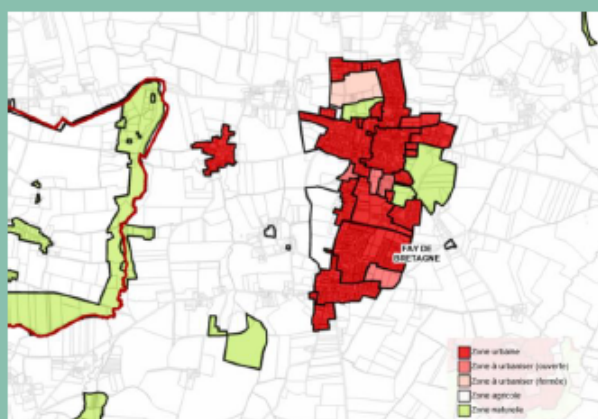 FAY DE
BRETAGNE
Zone urbaine
Zone à urbaniser (ouverte)
Zone à urbaniser (fermée)
Zone agricole
Zone naturelle